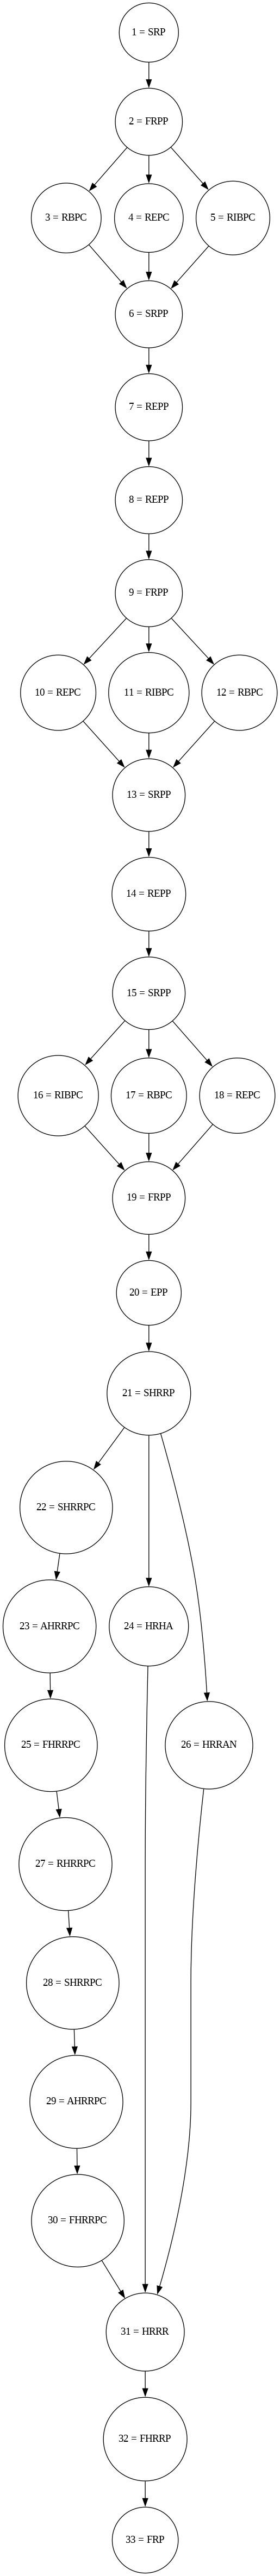 1 = SRP
2 = FRPP
3 = RBPC
4 = REPC
5 = RIBPC
6 = SRPP
7 = REPP
8 = REPP
9 = FRPP
10 = REPC
11 = RIBPC
12 = RBPC
13 = SRPP
14 = REPP
15 = SRPP
16 = RIBPC
17 = RBPC
18 = REPC
19 = FRPP
20 = EPP
21 = SHRRP
22 = SHRRPC
23 = AHRRPC
24 = HRHA
25 = FHRRPC
26 = HRRAN
27 = RHRRPC
28 = SHRRPC
29 = AHRRPC
30 = FHRRPC
31 = HRRR
32 = FHRRP
33 = FRP